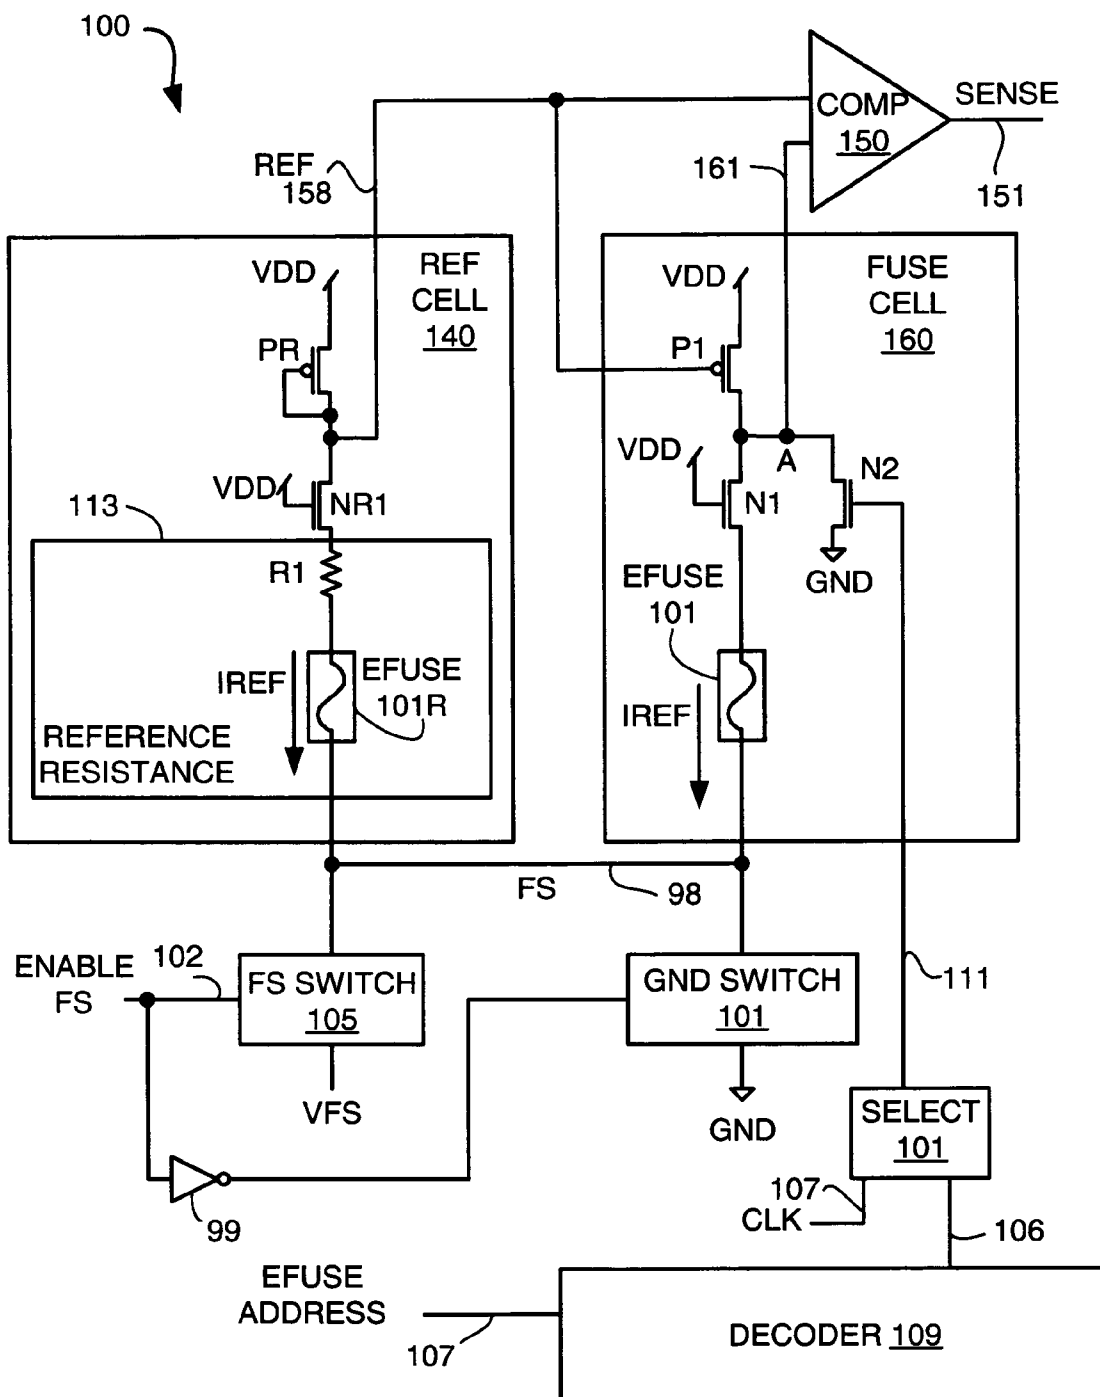 100
COMP
150
SENSE
151
161
REF
158
VDD
REF
CELL
140
PR
VDD
NR1
113
R1
IREF
EFUSE
101R
REFERENCE
RESISTANCE
VDD
FUSE
CELL
160
P1
VDD
A
N2
N1
GND
EFUSE
101
IREF
FS
98
ENABLE
FS
102
FS SWITCH
105
VFS
GND SWITCH
101
GND
111
SELECT
101
99
107
CLK
106
EFUSE
ADDRESS
107
DECODER 109